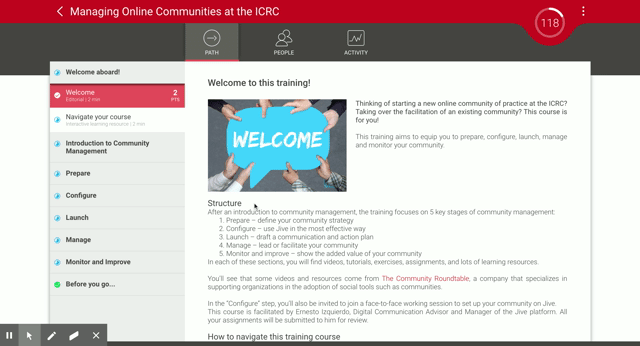 Managing Online Communities at the ICRC
118
PATH
PEOPLE
ACTIVITY
Welcome aboard!
Welcome
Editorial | 2 min
2
PTS
Navigate your course
Interactive learning resource | 2 min
Introduction to Community
Management
Prepare
Configure
Launch
Manage
Monitor and Improve
Before you go...
Welcome to this training!
WELCOME
Thinking of starting a new online community of practice at the ICRC?
Taking over the facilitation of an existing community? This course is
for you!
This training aims to equip you to prepare, configure, launch, manage
and monitor your community.
Structure
After an introduction to community management, the training focuses on 5 key stages of community management:
1. Prepare – define your community strategy
2. Configure – use Jive in the most effective way
3. Launch – draft a communication and action plan
4. Manage – lead or facilitate your community
5. Monitor and improve – show the added value of your community
In each of these sections, you will find videos, tutorials, exercises, assignments, and lots of learning resources.
You'll see that some videos and resources come from The Community Roundtable, a company that specializes in
supporting organizations in the adoption of social tools such as communities.
In the "Configure" step, you'll also be invited to join a face-to-face working session to set up your community on Jive.
This course is facilitated by Ernesto Izquierdo, Digital Communication Advisor and Manager of the Jive platform. All
your assignments will be submitted to him for review.
How to navigate this training course